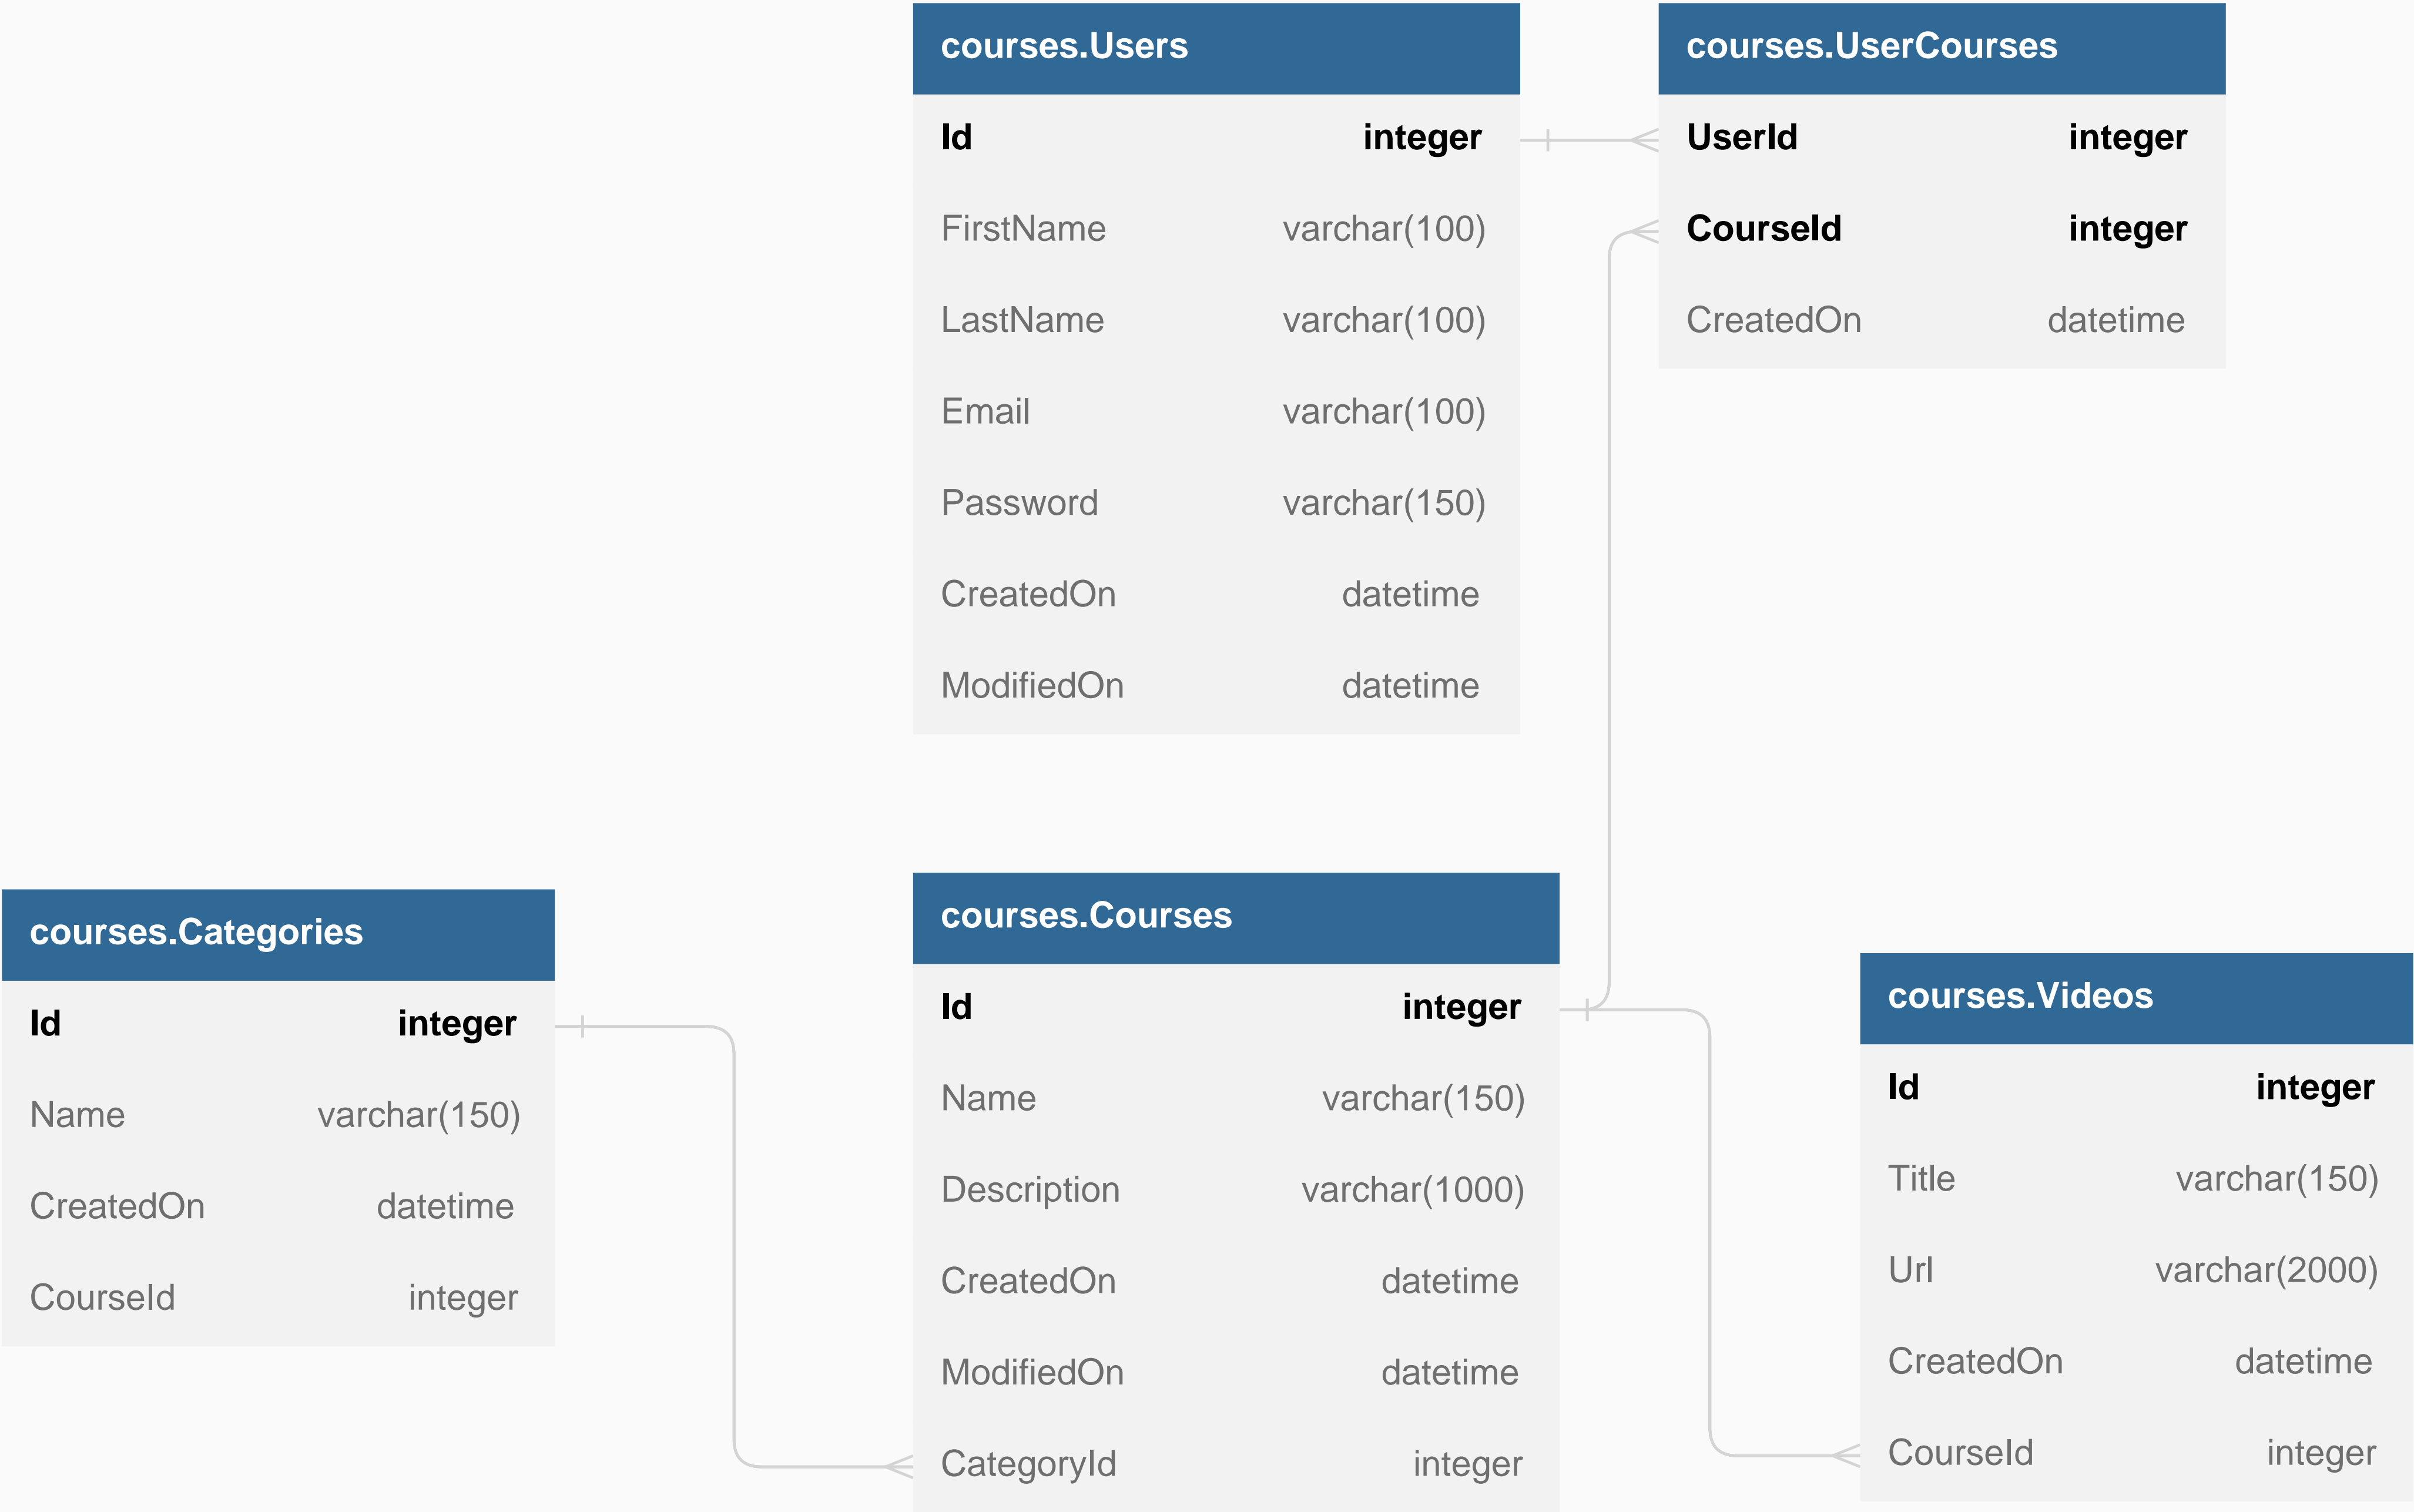 courses.Users
Id integer
FirstName varchar(100)
LastName varchar(100)
Email varchar(100)
Password varchar(150)
CreatedOn datetime
ModifiedOn datetime
courses.UserCourses
UserId integer
CourseId integer
CreatedOn datetime
courses.Categories
Id integer
Name varchar(150)
CreatedOn datetime
CourseId integer
courses.Courses
Id integer
Name varchar(150)
Description varchar(1000)
CreatedOn datetime
ModifiedOn datetime
CategoryId integer
courses.Videos
Id integer
Title varchar(150)
Url varchar(2000)
CreatedOn datetime
CourseId integer